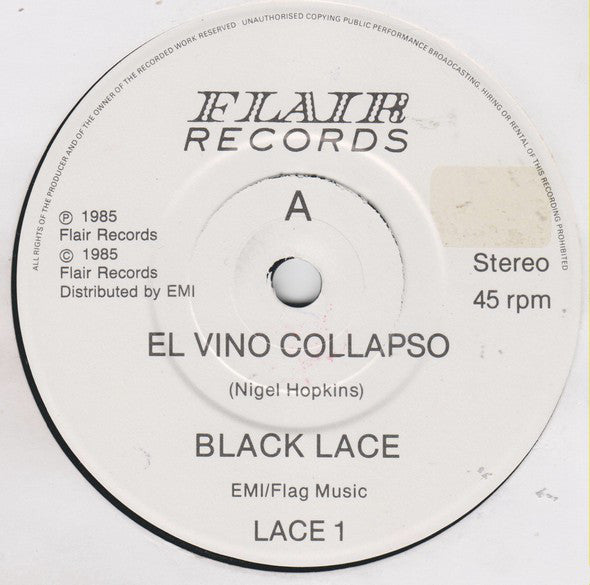 ALL RIGHTS OF THE PRODUCER AND OF THE OWNER OF THE RECORDED WORK RESERVED UNAUTHORISED COPYING PUBLIC PERFORMANCE BROADCASTING. HIRING OR RENTAL OF THIS RECORDING PROHIBITED
FLAIR
RECORDS
A
℗ 1985
Flair Records
© 1985
Flair Records
Distributed by EMI
Stereo
45 rpm
EL VINO COLLAPSO
(Nigel Hopkins)
BLACK LACE
EMI/Flag Music
LACE 1